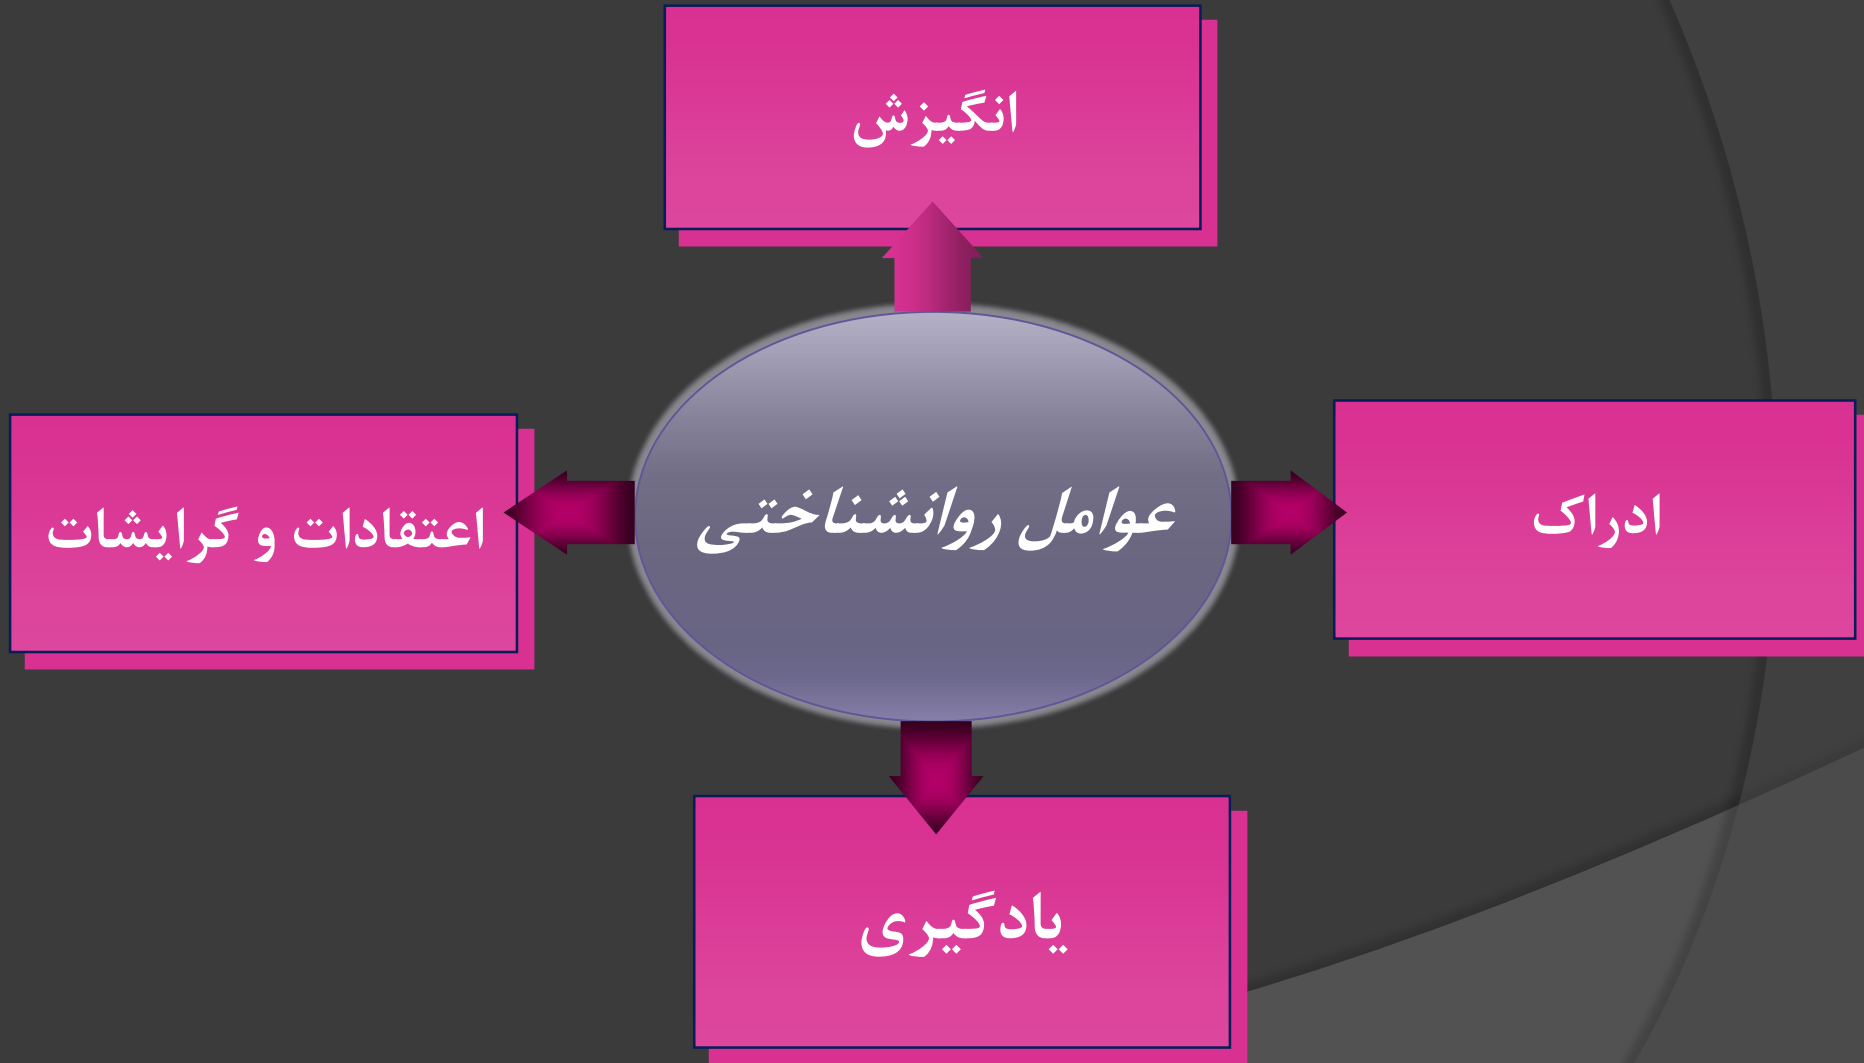 انگیزش
عوامل روانشناختی
ادراک
اعتقادات و گرایشات
یادگیری